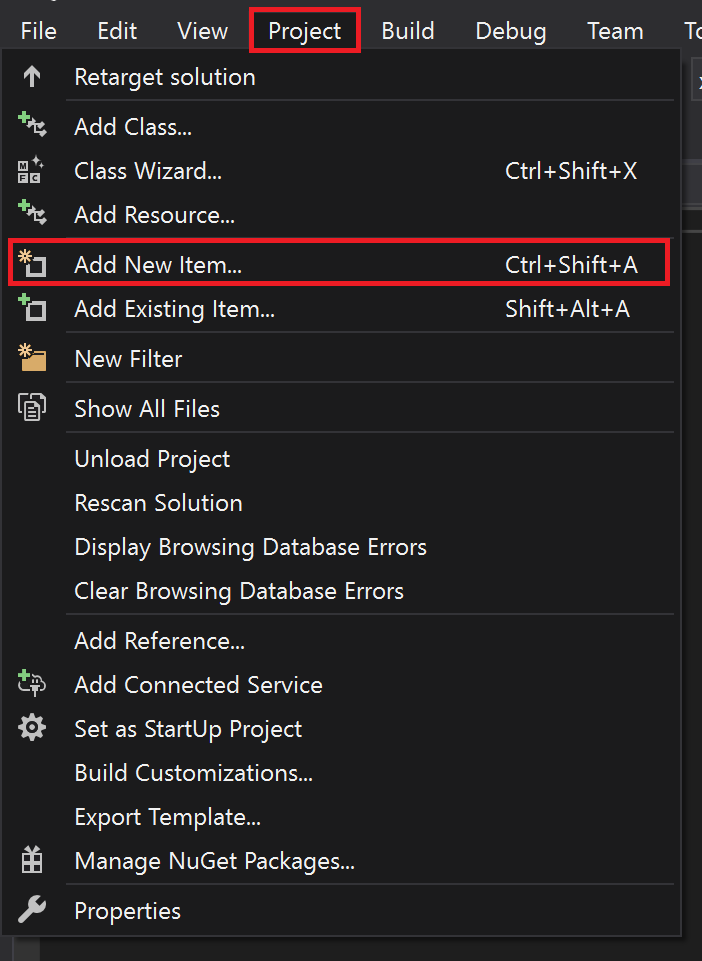 File Edit View Project Build Debug Team
Retarget solution
Add Class...
Class Wizard... Ctrl+Shift+X
Add Resource...
Add New Item... Ctrl+Shift+A
Add Existing Item... Shift+Alt+A
New Filter
Show All Files
Unload Project
Rescan Solution
Display Browsing Database Errors
Clear Browsing Database Errors
Add Reference...
Add Connected Service
Set as StartUp Project
Build Customizations...
Export Template...
Manage NuGet Packages...
Properties